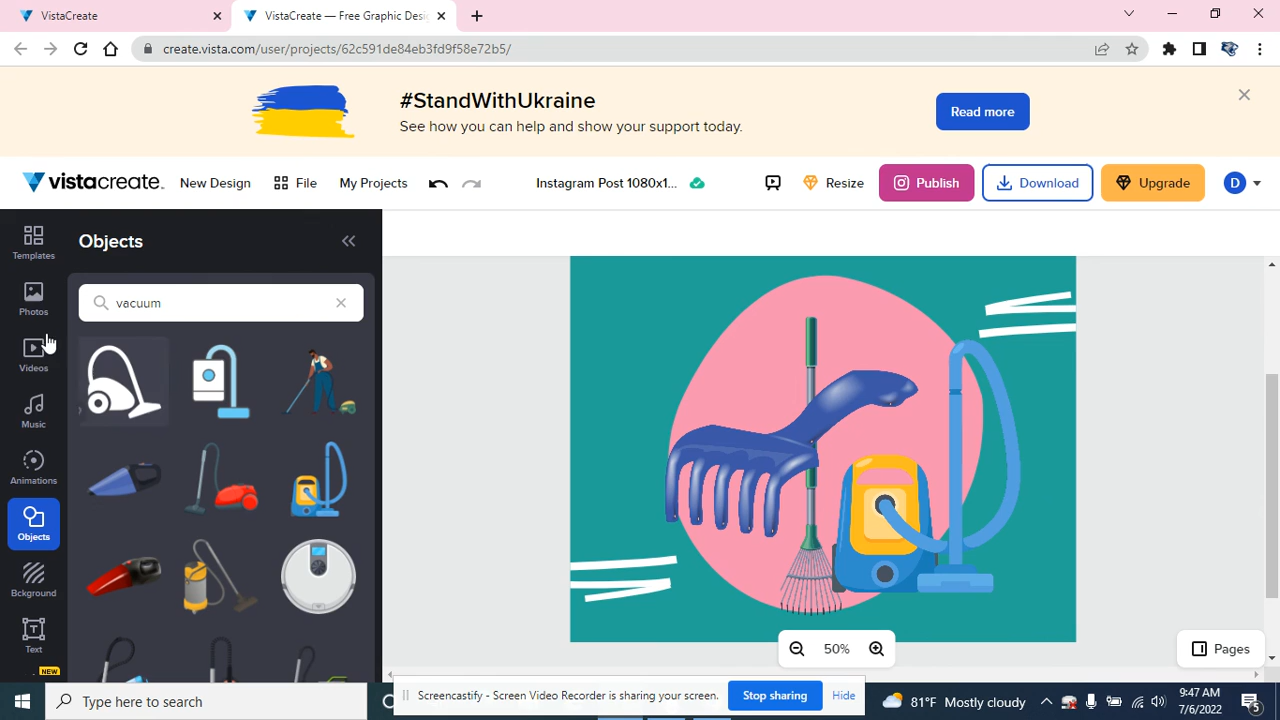 VistaCreate
VistaCreate — Free Graphic Desi
create.vista.com/user/projects/62c591de84eb3fd9f58e72b5/
#StandWithUkraine
See how you can help and show your support today.
Read more
vistacreate.
New Design
File
My Projects
Instagram Post 1080x1...
Resize
Publish
Download
Upgrade
D
Templates
Photos
Videos
Music
Animations
Objects
Bckground
Text
NEW
Objects
vacuum
50%
Pages
Screencastify - Screen Video Recorder is sharing your screen.
Stop sharing
Hide
Type here to search
81°F Mostly cloudy
9:47 AM
7/6/2022
5